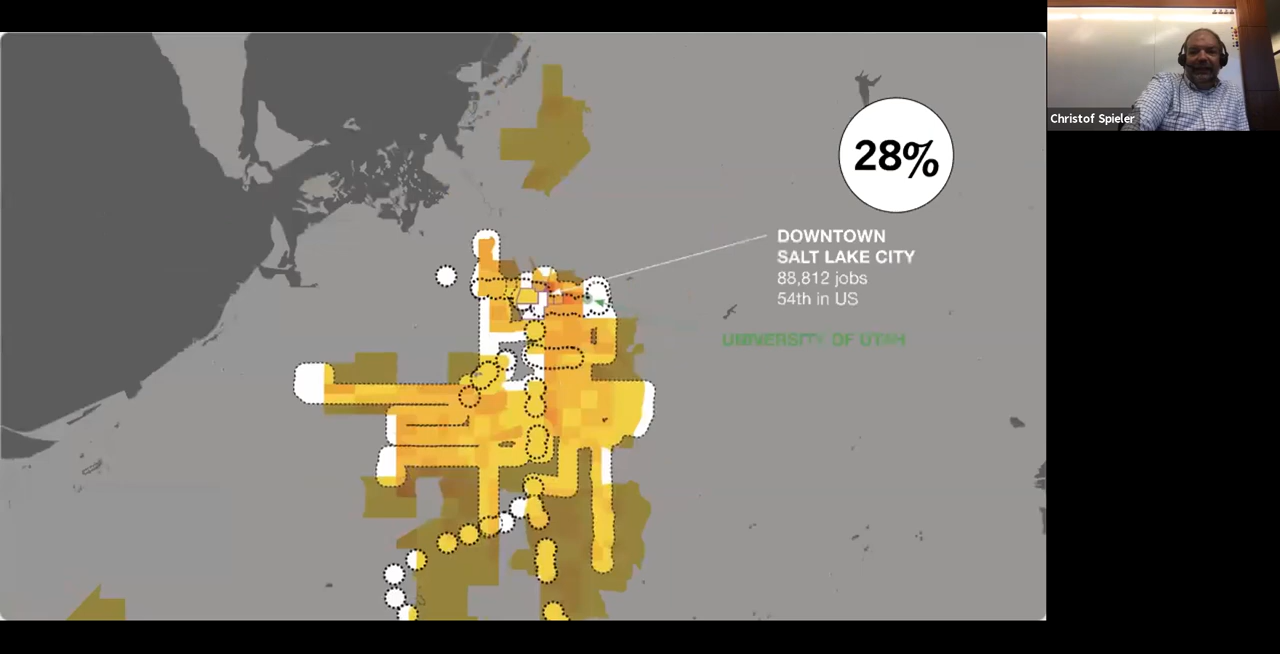 28%
DOWNTOWN
SALT LAKE CITY
88,812 jobs
54th in US
UNIVERSITY OF UTAH
Christof Spieler